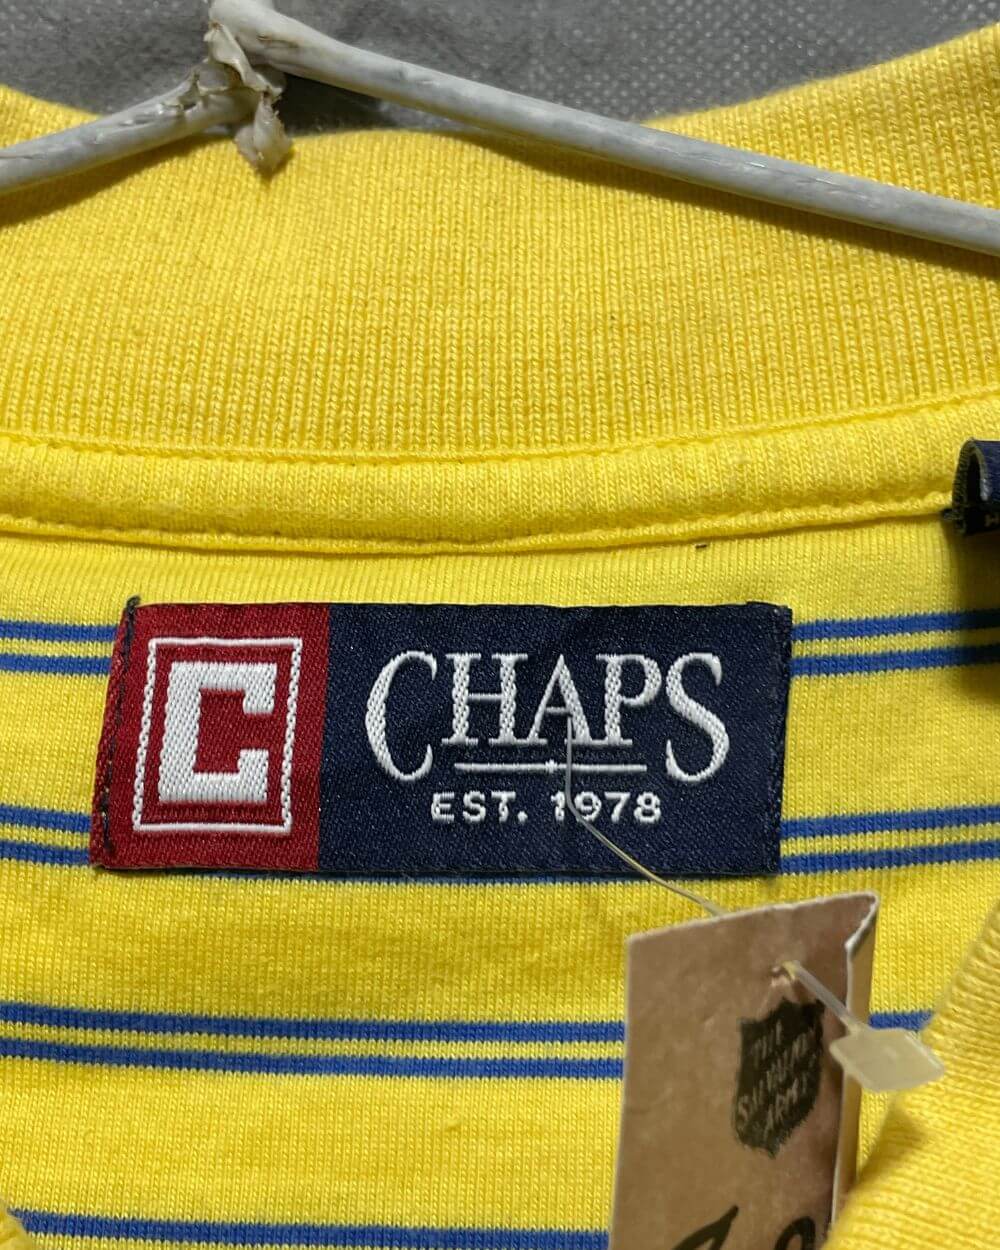 C
CHAPS
EST. 1978
THE
SALVATION
ARMY